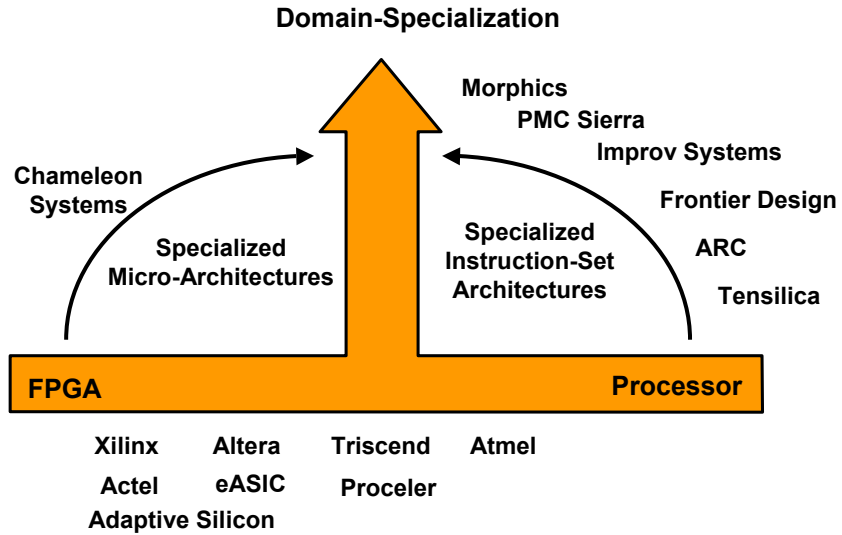 Domain-Specialization
Morphics
PMC Sierra
Improv Systems
Chameleon
Systems
Frontier Design
Specialized
Micro-Architectures
Specialized
Instruction-Set
Architectures
ARC
Tensilica
FPGA
Processor
Xilinx
Altera
Triscend
Atmel
Actel
eASIC
Proceler
Adaptive Silicon